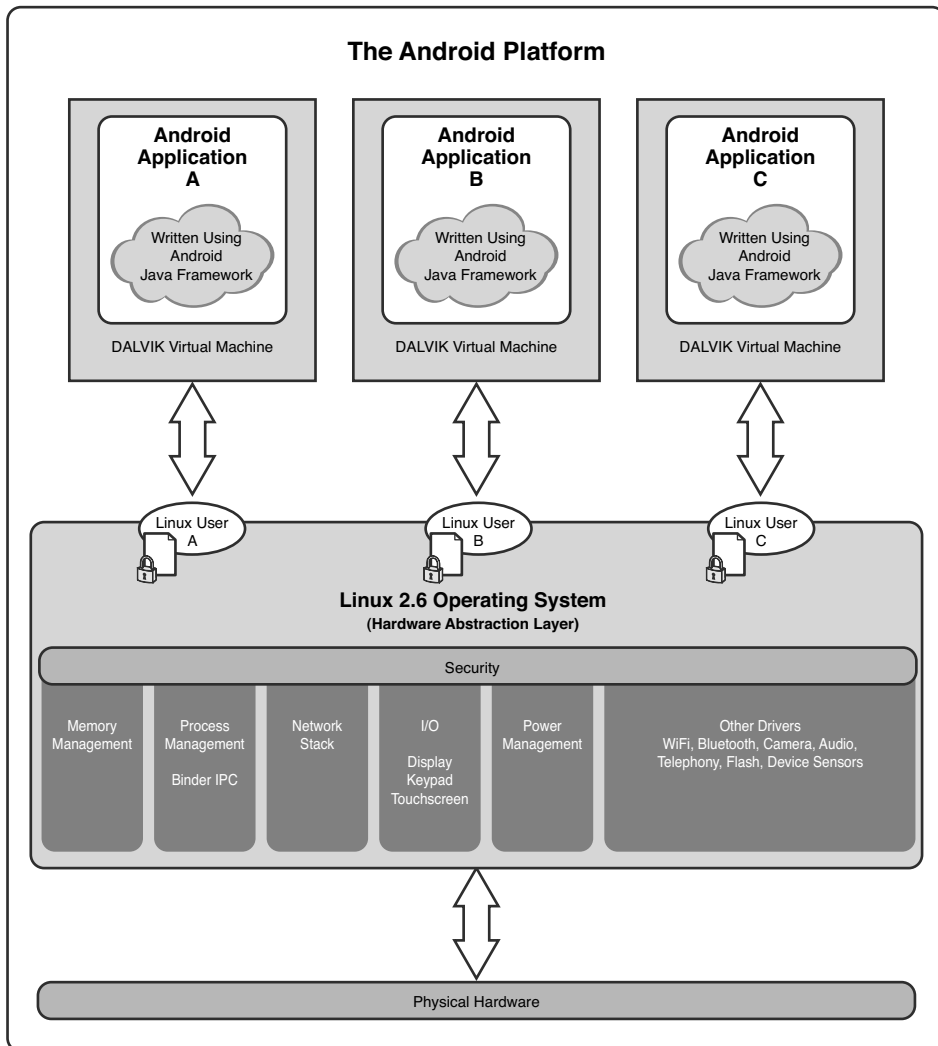 The Android Platform
Android
Application
A
Written Using
Android
Java Framework
DALVIK Virtual Machine
Android
Application
B
Written Using
Android
Java Framework
DALVIK Virtual Machine
Android
Application
C
Written Using
Android
Java Framework
DALVIK Virtual Machine
Linux User
A
Linux User
B
Linux User
C
Linux 2.6 Operating System
(Hardware Abstraction Layer)
Security
Memory
Management
Process
Management
Binder IPC
Network
Stack
I/O
Display
Keypad
Touchscreen
Power
Management
Other Drivers
WiFi, Bluetooth, Camera, Audio,
Telephony, Flash, Device Sensors
Physical Hardware